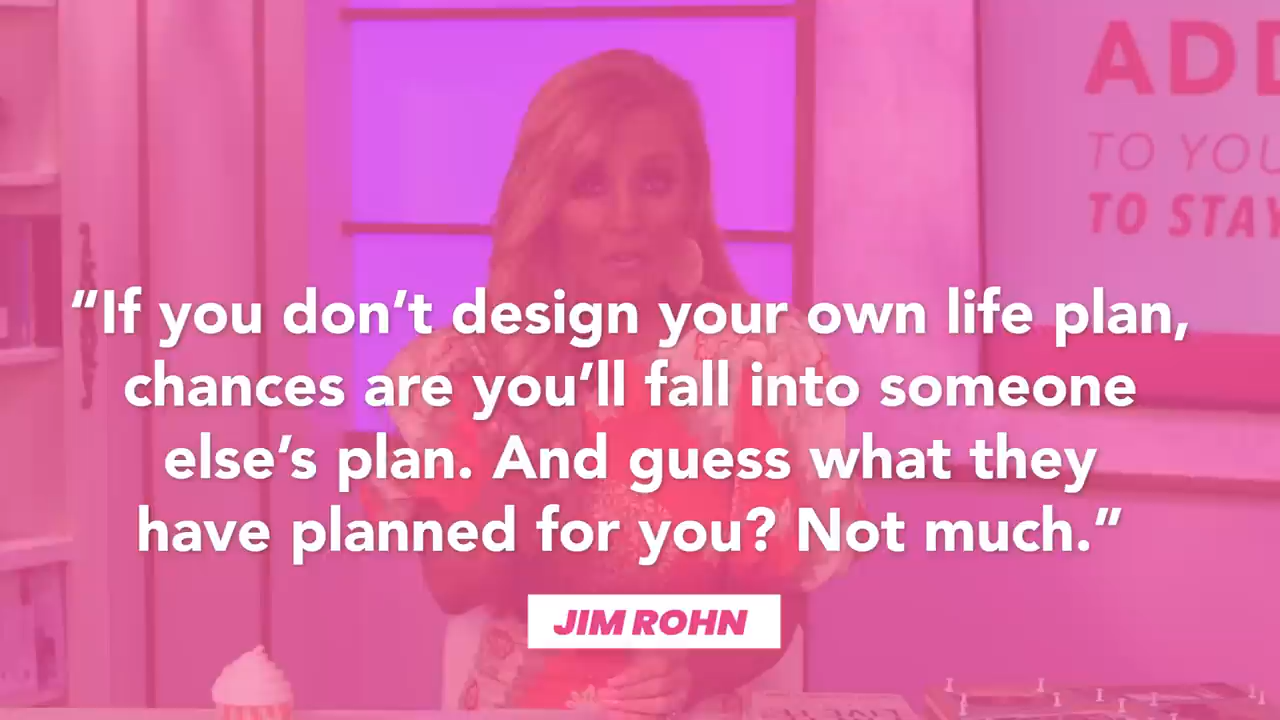 ADD
TO YOU
TO STAY
“If you don’t design your own life plan,
chances are you’ll fall into someone
else’s plan. And guess what they
have planned for you? Not much.”
JIM ROHN